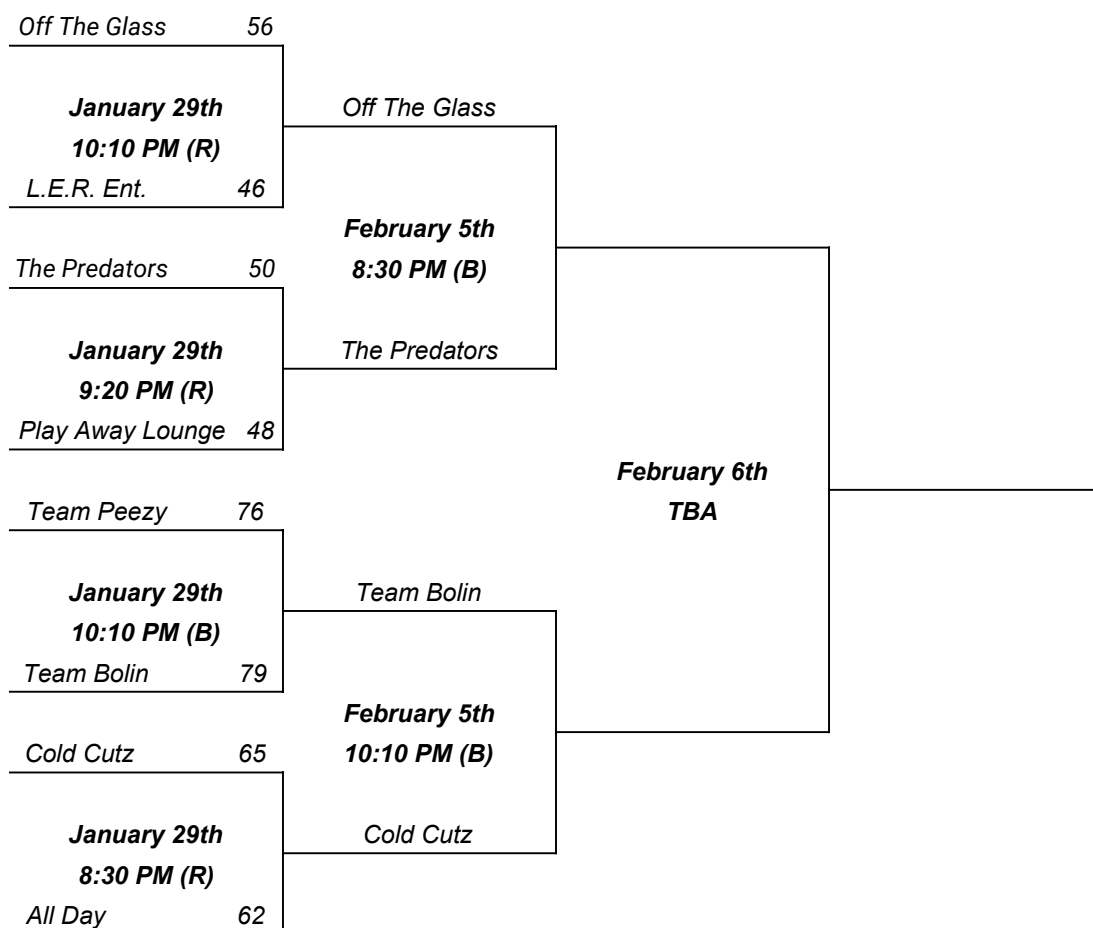 Off The Glass 56
January 29th
10:10 PM (R)
L.E.R. Ent. 46
The Predators 50
January 29th
9:20 PM (R)
Play Away Lounge 48
Team Peezy 76
January 29th
10:10 PM (B)
Team Bolin 79
Cold Cutz 65
January 29th
8:30 PM (R)
All Day 62
Off The Glass
February 5th
8:30 PM (B)
The Predators
Team Bolin
February 5th
10:10 PM (B)
Cold Cutz
February 6th
TBA